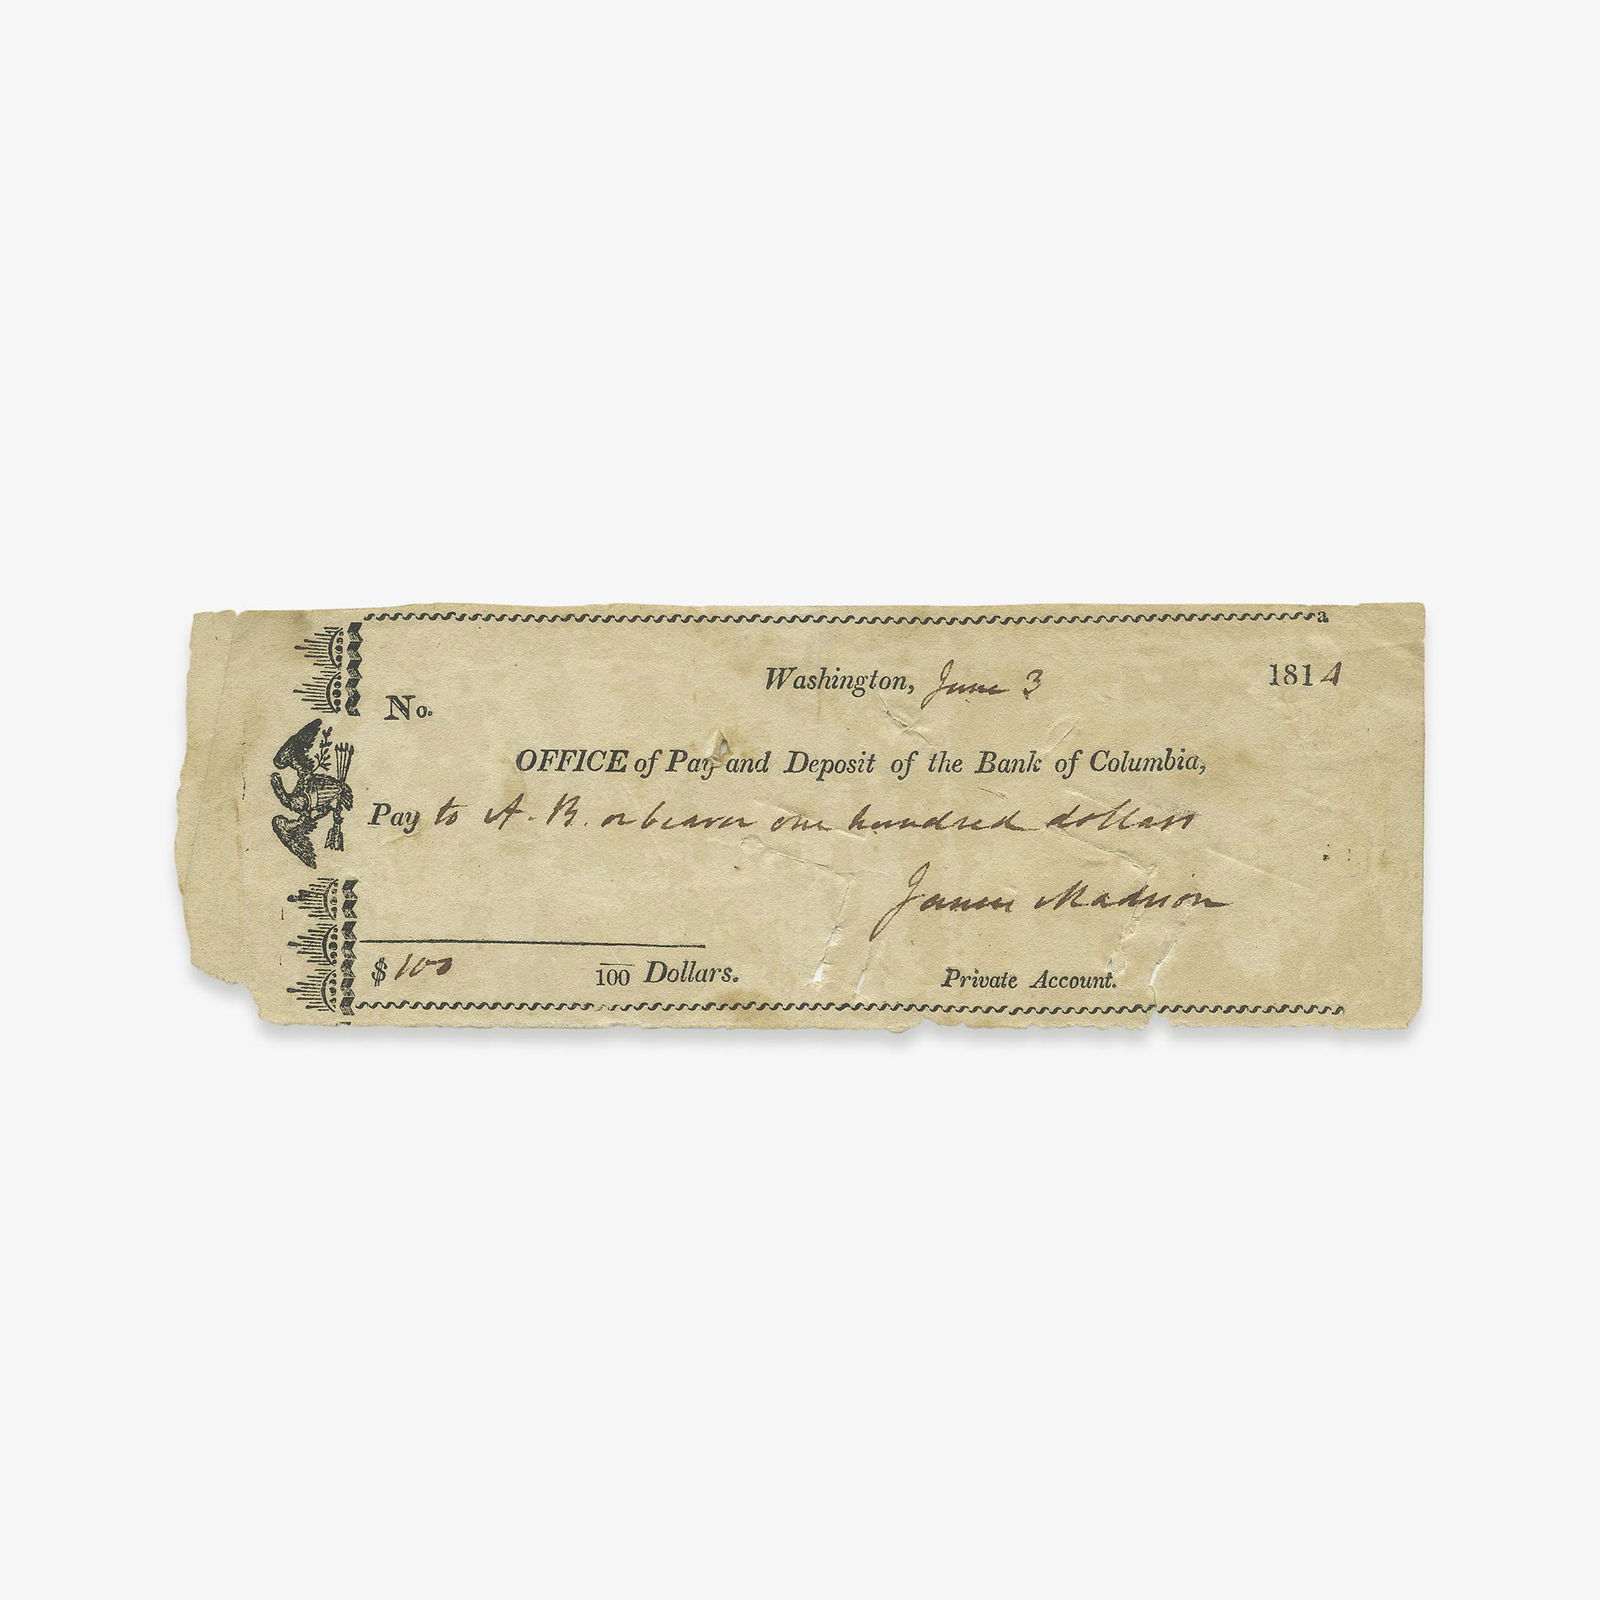 Washington, June 3 1814
No.
OFFICE of Pay and Deposit of the Bank of Columbia,
Pay to A. B. or bearer one hundred dollars
James Madison
$ 100 100 Dollars.
Private Account.